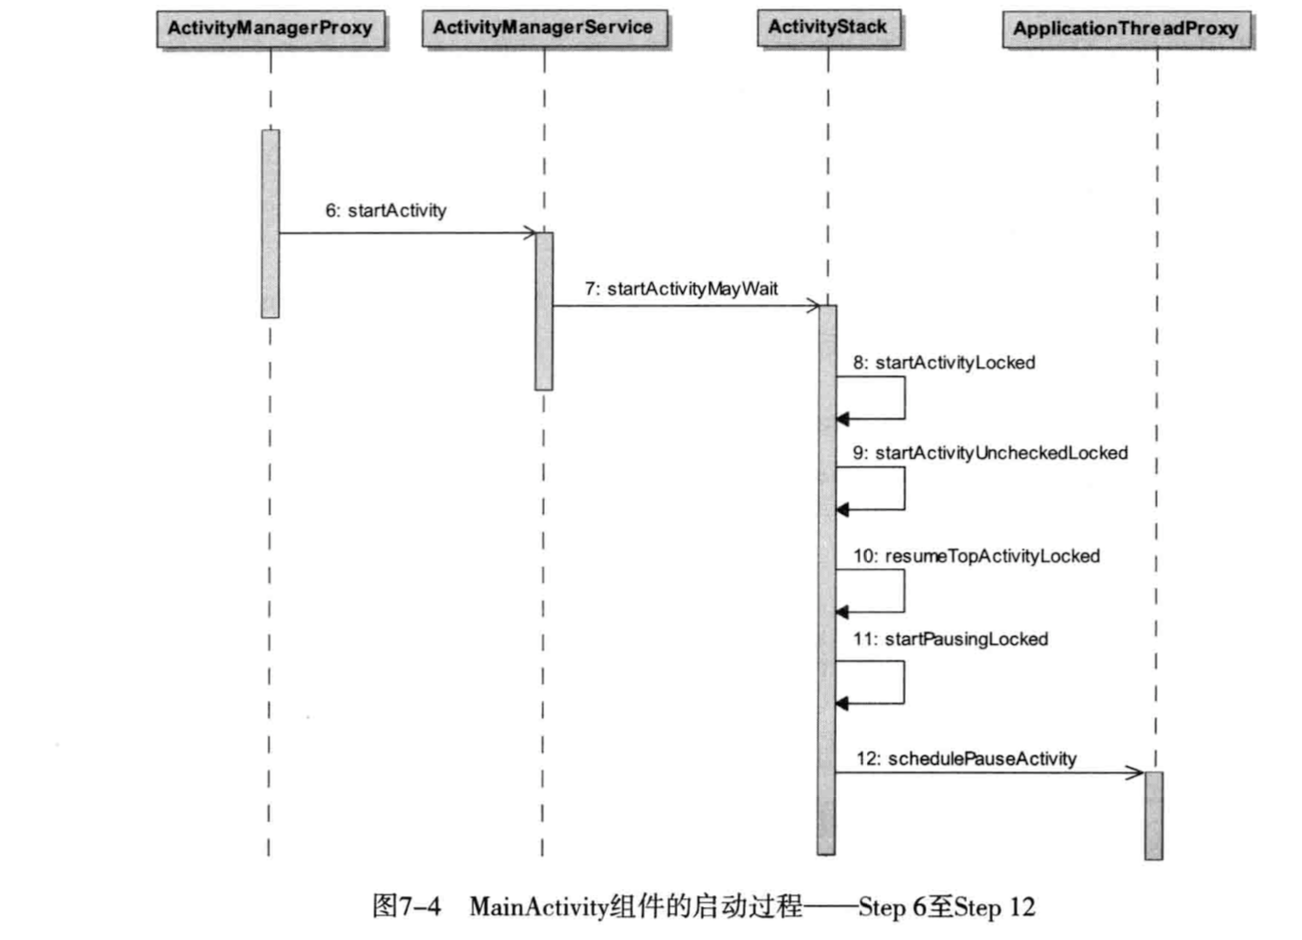 ActivityManagerProxy
ActivityManagerService
ActivityStack
ApplicationThreadProxy
6: startActivity
7: startActivityMayWait
8: startActivityLocked
9: startActivityUncheckedLocked
10: resumeTopActivityLocked
11: startPausingLocked
12: schedulePauseActivity
图7-4 MainActivity组件的启动过程——Step 6至Step 12